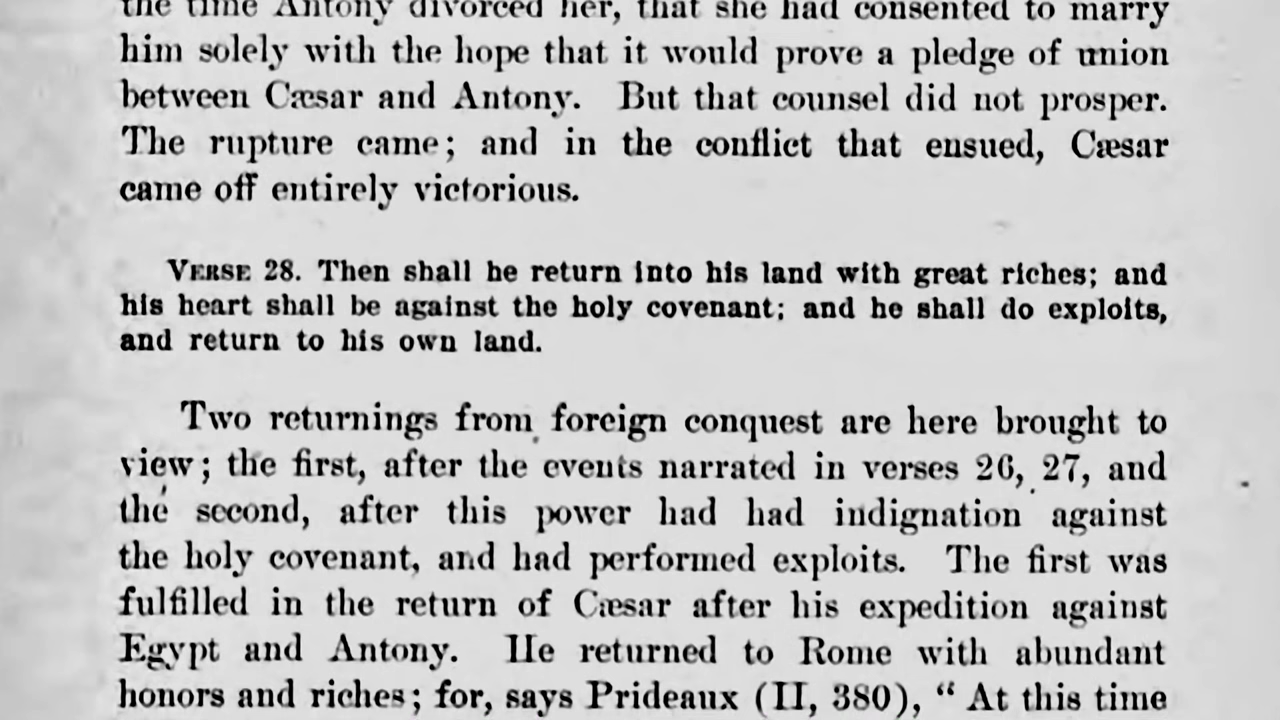 the time Antony divorced her, that she had consented to marry
him solely with the hope that it would prove a pledge of union
between Cæsar and Antony. But that counsel did not prosper.
The rupture came; and in the conflict that ensued, Cæsar
came off entirely victorious.
VERSE 28. Then shall he return into his land with great riches; and
his heart shall be against the holy covenant; and he shall do exploits,
and return to his own land.
Two returnings from foreign conquest are here brought to
view; the first, after the events narrated in verses 26, 27, and
the second, after this power had had indignation against
the holy covenant, and had performed exploits. The first was
fulfilled in the return of Cæsar after his expedition against
Egypt and Antony. He returned to Rome with abundant
honors and riches; for, says Prideaux (II, 380), “ At this time